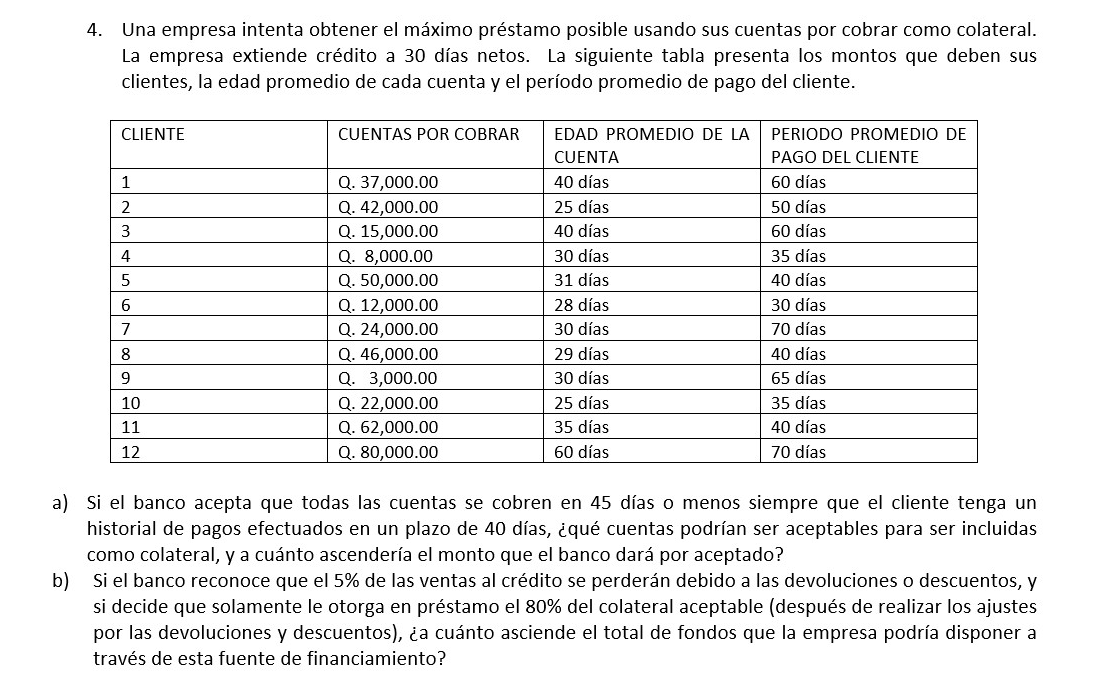 4. Una empresa intenta obtener el máximo préstamo posible usando sus cuentas por cobrar como colateral.
La empresa extiende crédito a 30 días netos. La siguiente tabla presenta los montos que deben sus
clientes, la edad promedio de cada cuenta y el período promedio de pago del cliente.
CLIENTE CUENTAS POR COBRAR EDAD PROMEDIO DE LA PERIODO PROMEDIO DE
CUENTA PAGO DEL CLIENTE
1 Q. 37,000.00 40 días 60 días
2 Q. 42,000.00 25 días 50 días
3 Q. 15,000.00 40 días 60 días
4 Q. 8,000.00 30 días 35 días
5 Q. 50,000.00 31 días 40 días
6 Q. 12,000.00 28 días 30 días
7 Q. 24,000.00 30 días 70 días
8 Q. 46,000.00 29 días 40 días
9 Q. 3,000.00 30 días 65 días
10 Q. 22,000.00 25 días 35 días
11 Q. 62,000.00 35 días 40 días
12 Q. 80,000.00 60 días 70 días
a) Si el banco acepta que todas las cuentas se cobren en 45 días o menos siempre que el cliente tenga un
historial de pagos efectuados en un plazo de 40 días, ¿qué cuentas podrían ser aceptables para ser incluidas
como colateral, y a cuánto ascendería el monto que el banco dará por aceptado?
b) Si el banco reconoce que el 5% de las ventas al crédito se perderán debido a las devoluciones o descuentos, y
si decide que solamente le otorga en préstamo el 80% del colateral aceptable (después de realizar los ajustes
por las devoluciones y descuentos), ¿a cuánto asciende el total de fondos que la empresa podría disponer a
través de esta fuente de financiamiento?